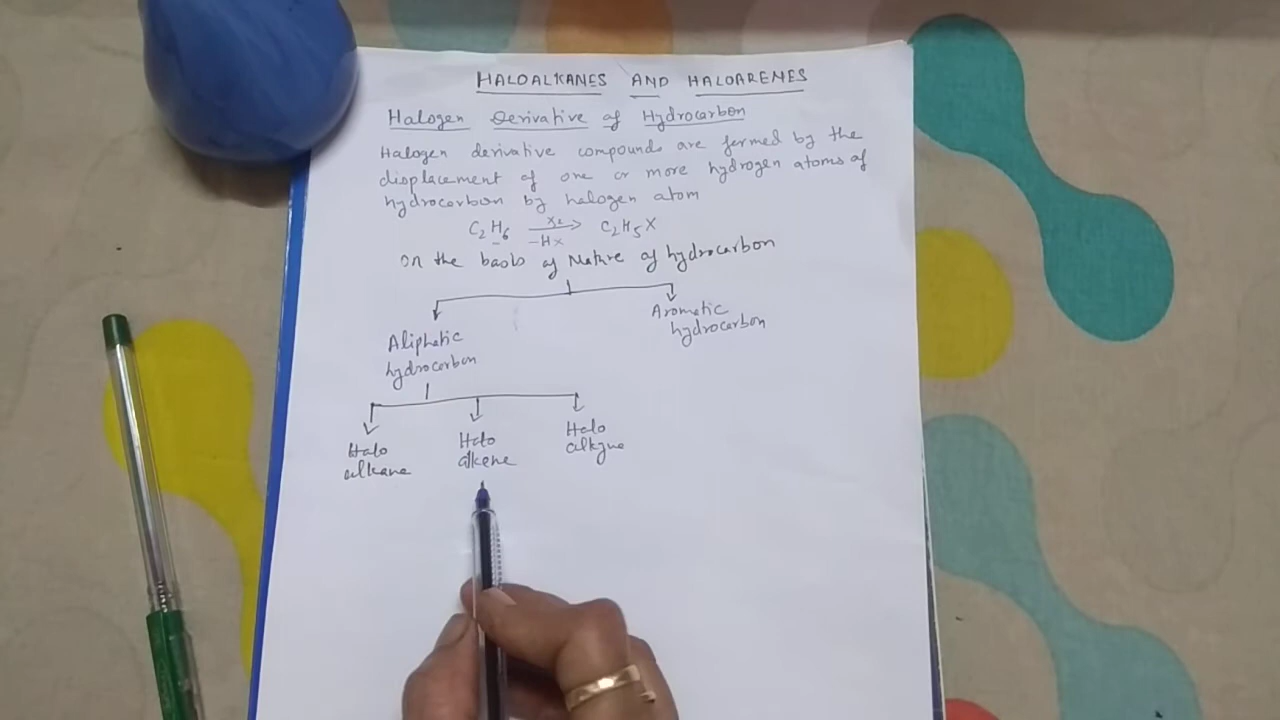 HALOALKANES AND HALOARENES
Halogen Derivative of Hydrocarbon
Halogen derivative compounds are formed by the
displacement of one or more hydrogen atoms of
hydrocarbon by halogen atom
C2H6 X2 -HX C2H5X
on the basis of Nature of hydrocarbon
Aliphatic
hydrocarbon
Aromatic
hydrocarbon
Halo
alkane
Halo
alkene
Halo
alkyne